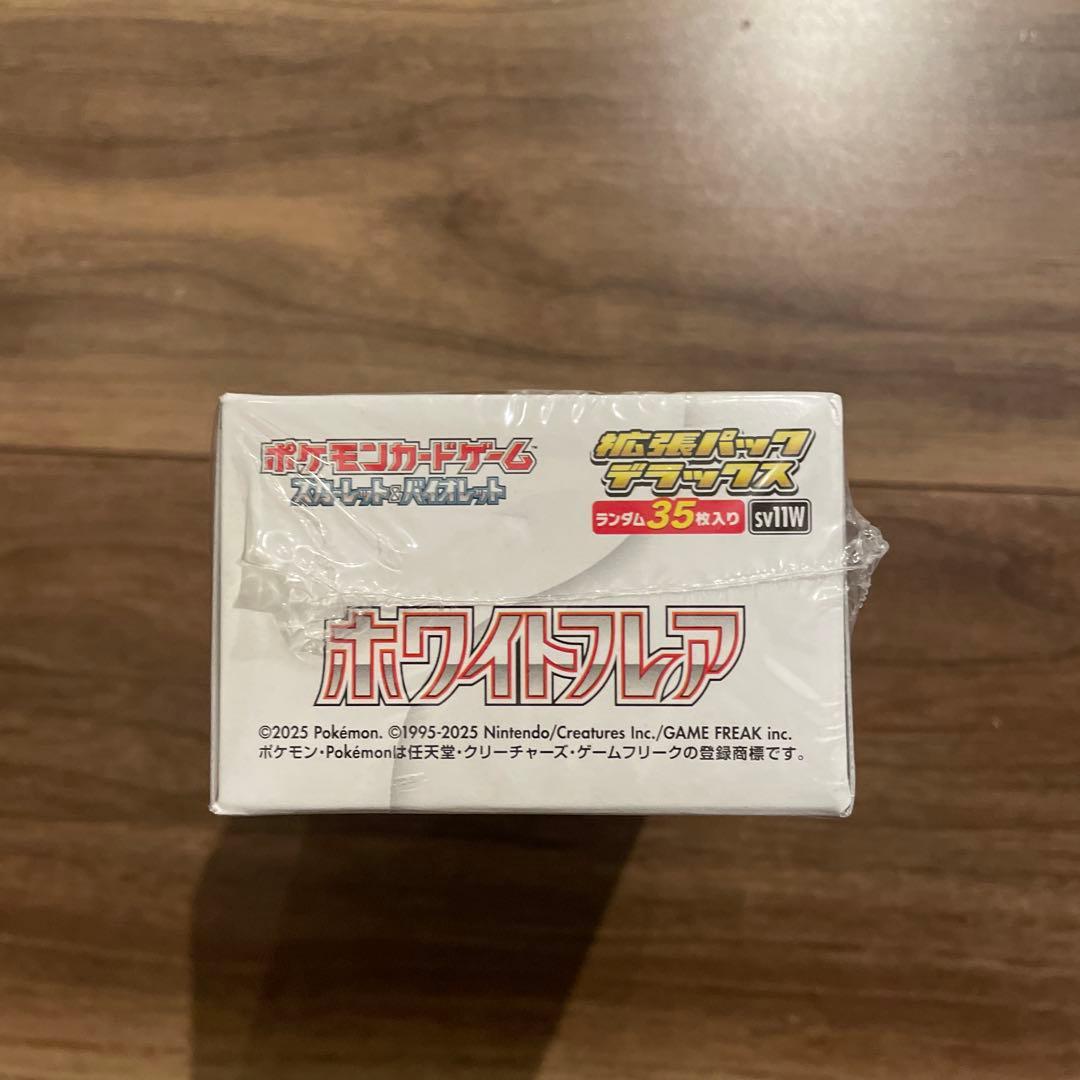 ポケモンカードゲーム™
スカーレット&バイオレット
拡張パック
デラックス
ランダム35枚入り
SV11W
ホワイトフレア
©2025 Pokémon. ©1995-2025 Nintendo/Creatures Inc./GAME FREAK inc.
ポケモン・Pokémonは任天堂・クリーチャーズ・ゲームフリークの登録商標です。